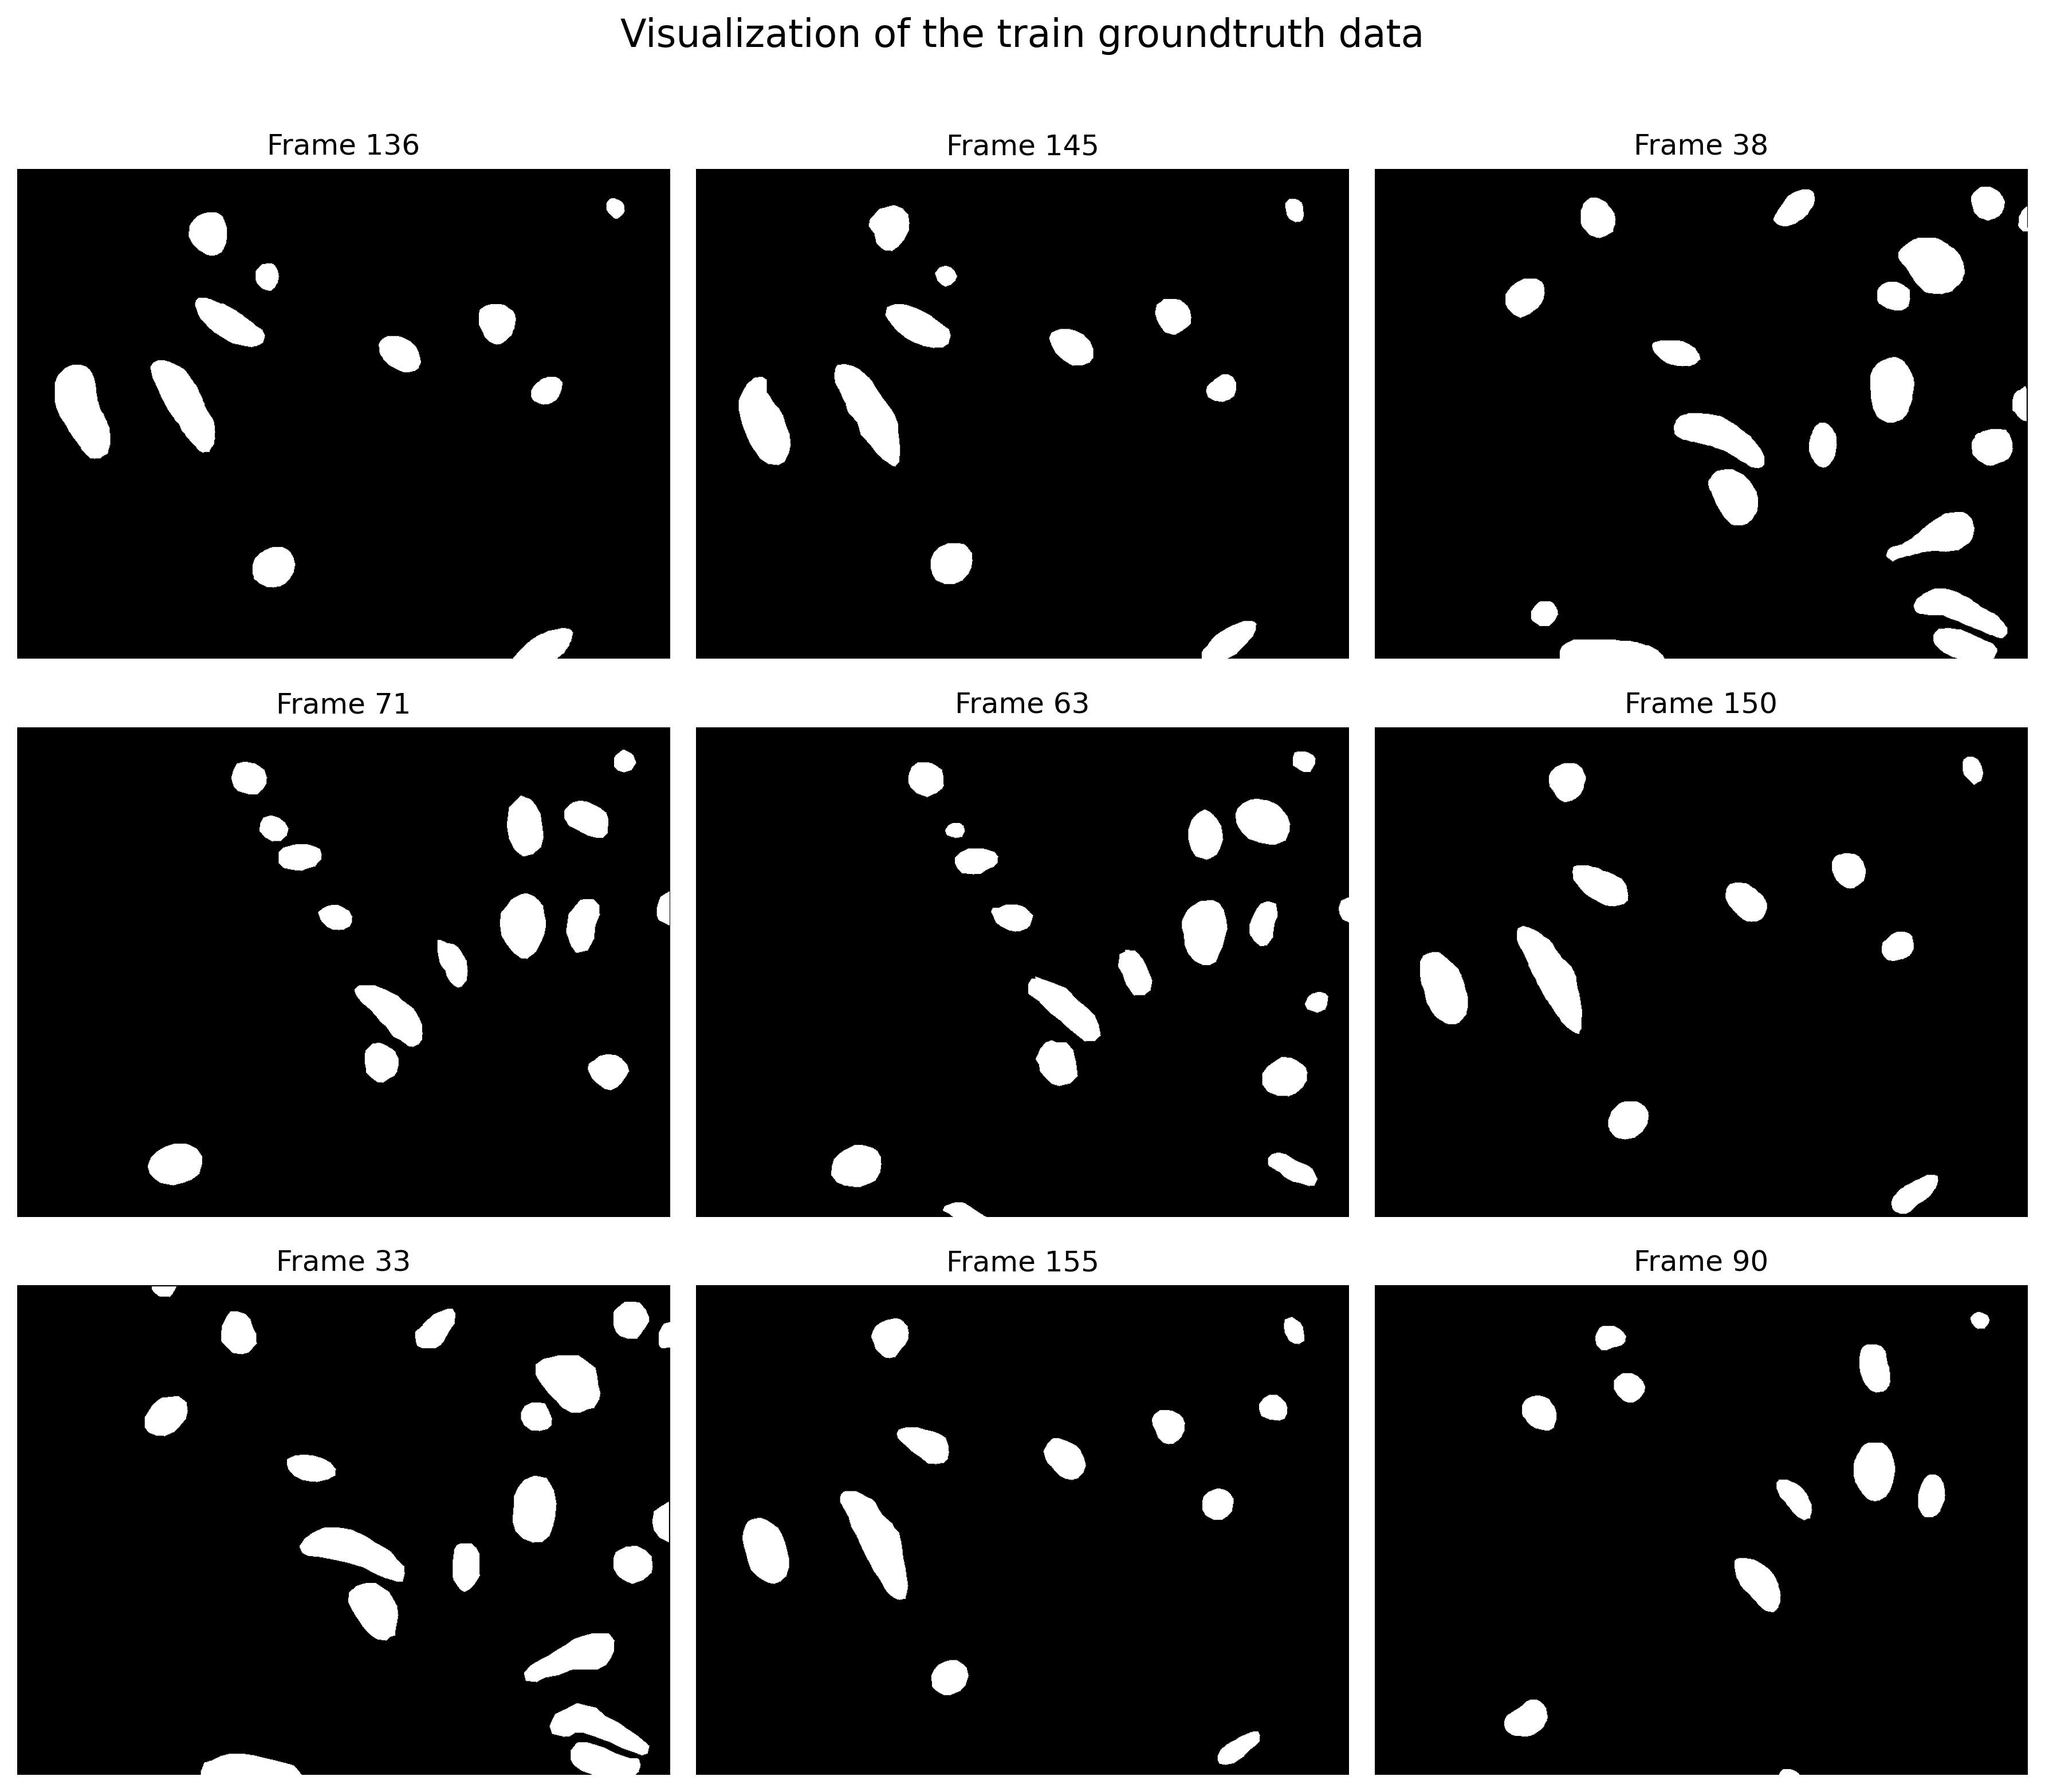 Visualization of the train groundtruth data
Frame 136
Frame 145
Frame 38
Frame 71
Frame 63
Frame 150
Frame 33
Frame 155
Frame 90